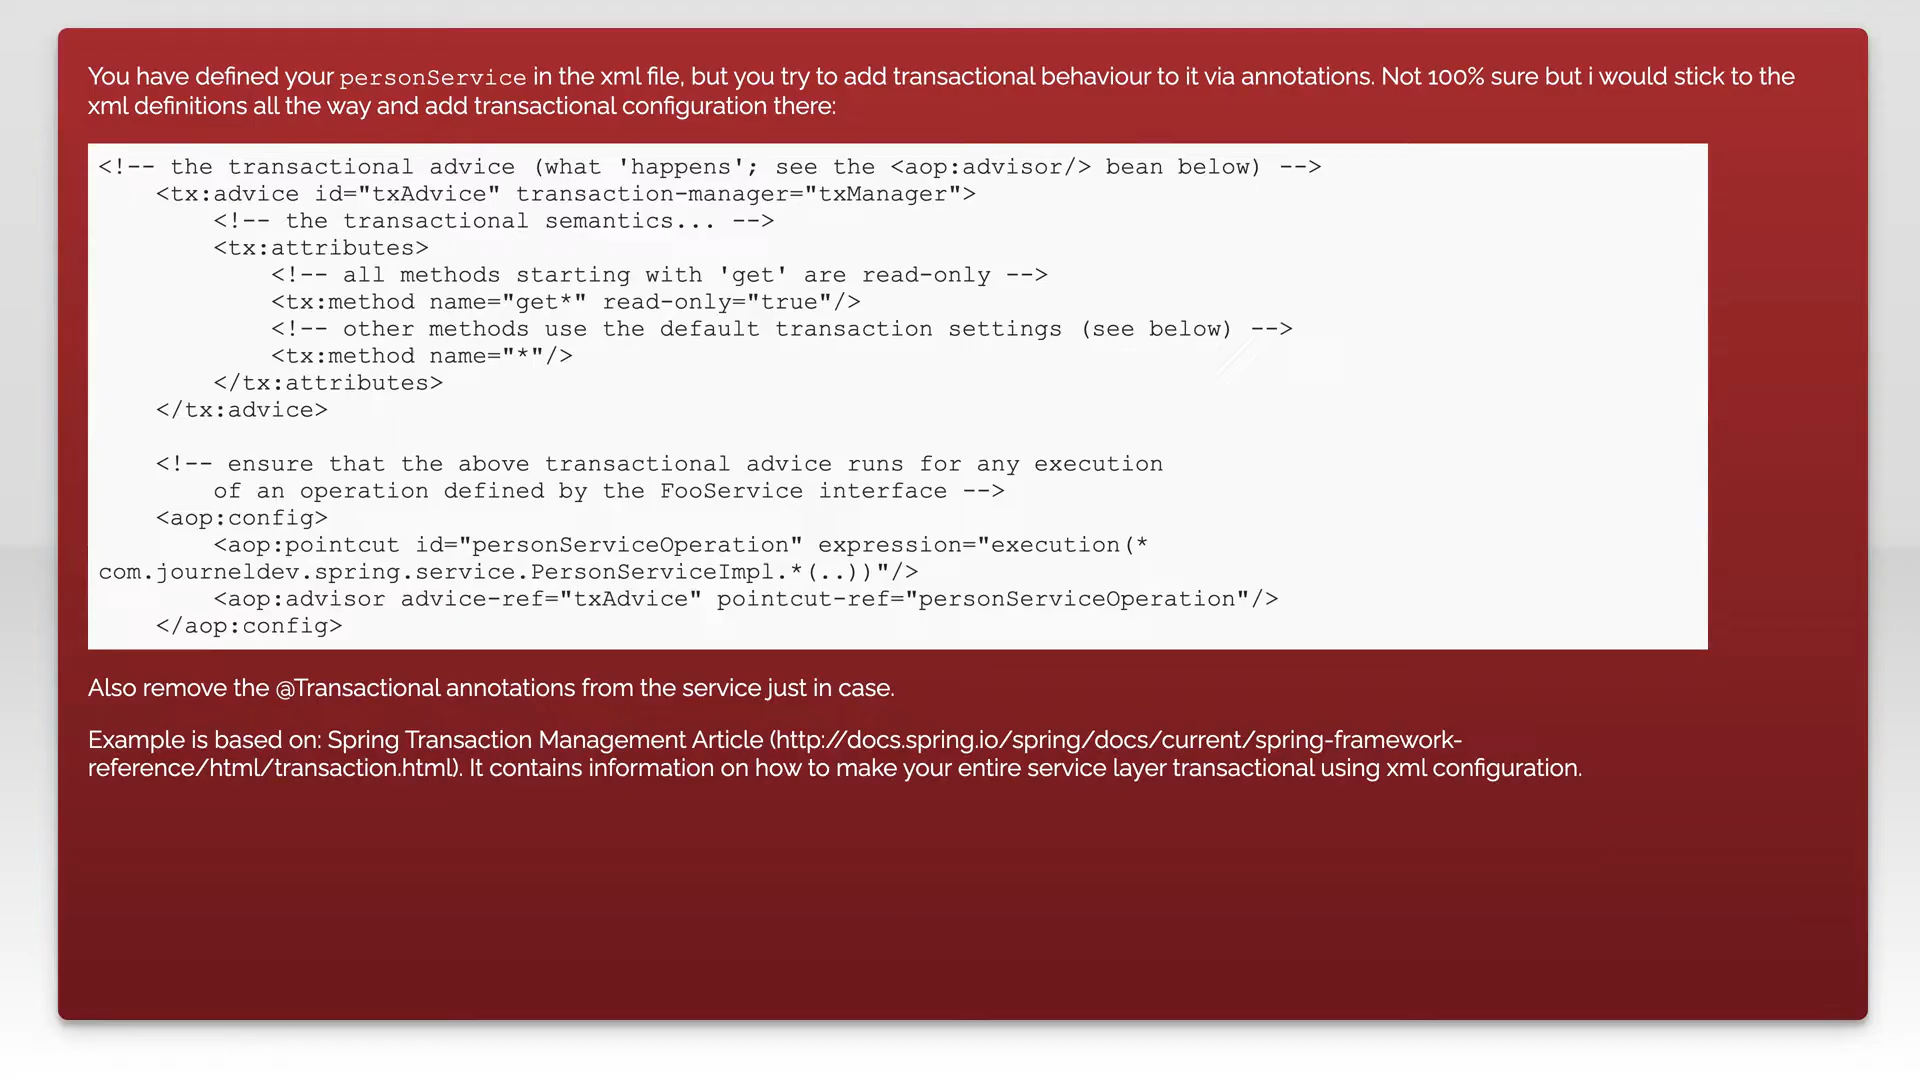 You have defined your personService in the xml file, but you try to add transactional behaviour to it via annotations. Not 100% sure but i would stick to the
xml definitions all the way and add transactional configuration there:
<!-- the transactional advice (what 'happens'; see the <aop:advisor/> bean below) -->
    <tx:advice id="txAdvice" transaction-manager="txManager">
        <!-- the transactional semantics... -->
        <tx:attributes>
            <!-- all methods starting with 'get' are read-only -->
            <tx:method name="get*" read-only="true"/>
            <!-- other methods use the default transaction settings (see below) -->
            <tx:method name="*"/>
        </tx:attributes>
    </tx:advice>
    <!-- ensure that the above transactional advice runs for any execution
        of an operation defined by the FooService interface -->
    <aop:config>
        <aop:pointcut id="personServiceOperation" expression="execution(*
com.journeldev.spring.service.PersonServiceImpl.*(..))"/>
        <aop:advisor advice-ref="txAdvice" pointcut-ref="personServiceOperation"/>
    </aop:config>
Also remove the @Transactional annotations from the service just in case.
Example is based on: Spring Transaction Management Article (http://docs.spring.io/spring/docs/current/spring-framework-
reference/html/transaction.html). It contains information on how to make your entire service layer transactional using xml configuration.